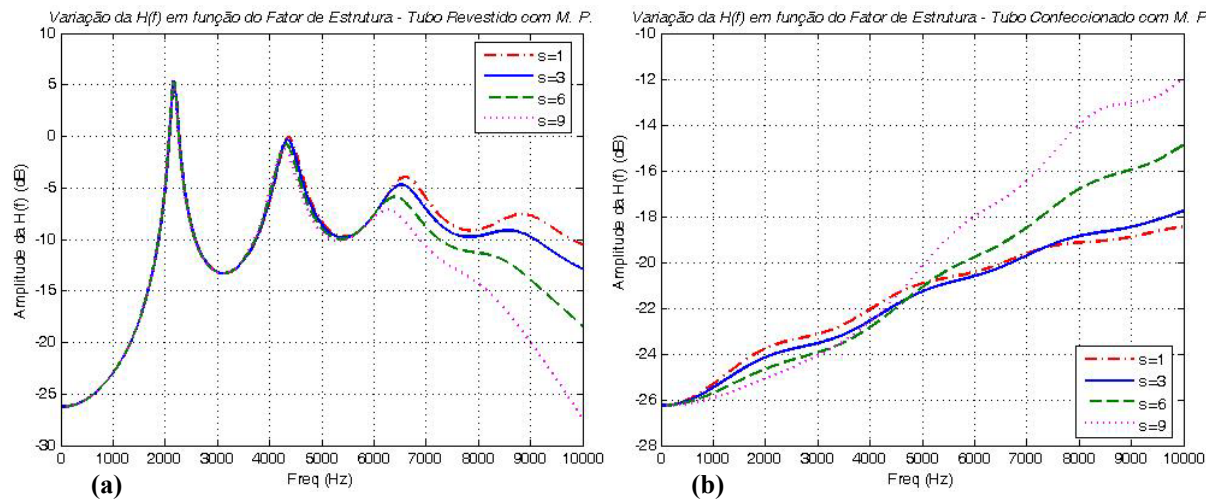 Variação da H(f) em função do Fator de Estrutura - Tubo Revestido com M. P.
10
5
0
-5
-10
-15
-20
-25
-30
Amplitude da H(f) (dB)
s=1
s=3
s=6
s=9
0 1000 2000 3000 4000 5000 6000 7000 8000 9000 10000
Freq (Hz)
(a)
Variação da H(f) em função do Fator de Estrutura - Tubo Confeccionado com M. P.
-10
-12
-14
-16
-18
-20
-22
-24
-26
-28
Amplitude da H(f) (dB)
s=1
s=3
s=6
s=9
0 1000 2000 3000 4000 5000 6000 7000 8000 9000 10000
Freq (Hz)
(b)